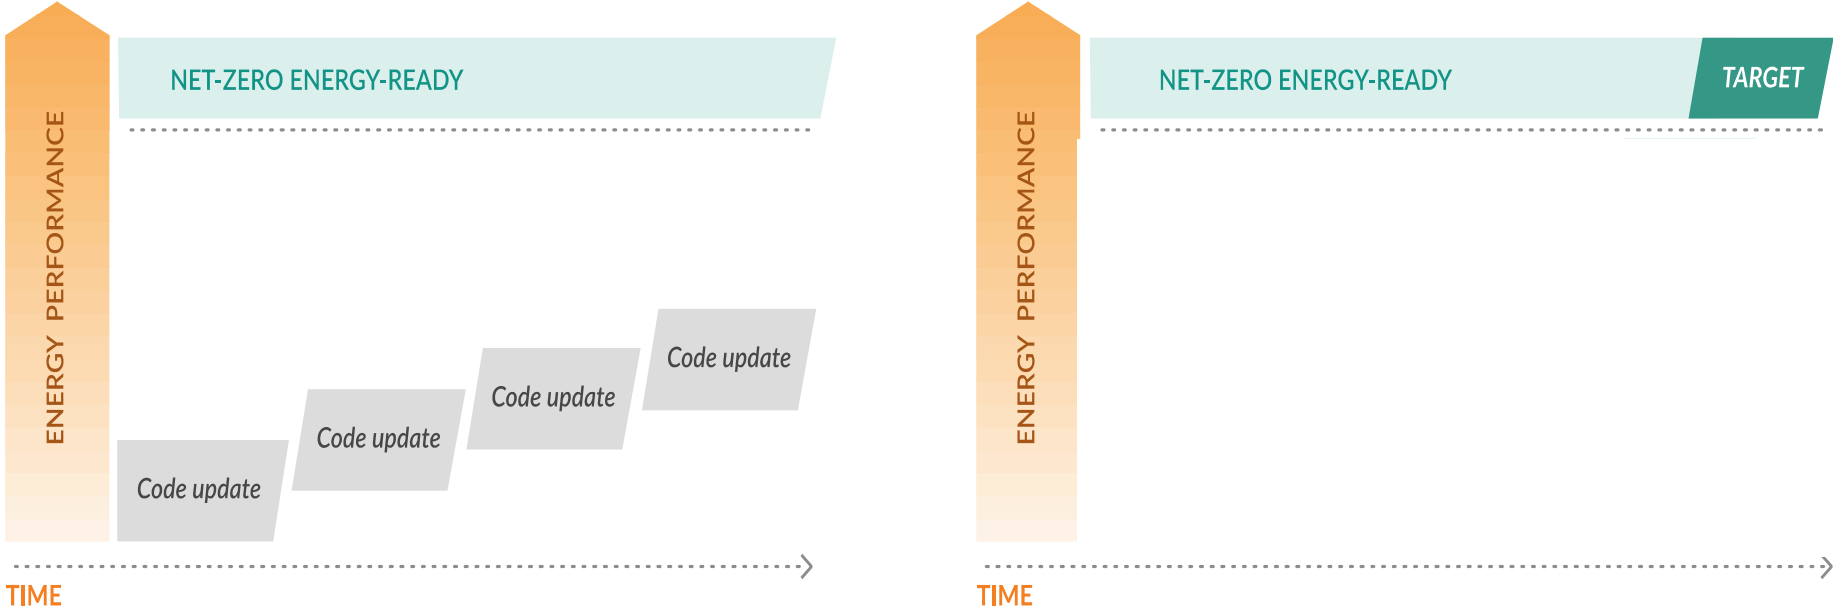 NET-ZERO ENERGY-READY
ENERGY PERFORMANCE
Code update
Code update
Code update
Code update
TIME
NET-ZERO ENERGY-READY
TARGET
ENERGY PERFORMANCE
TIME